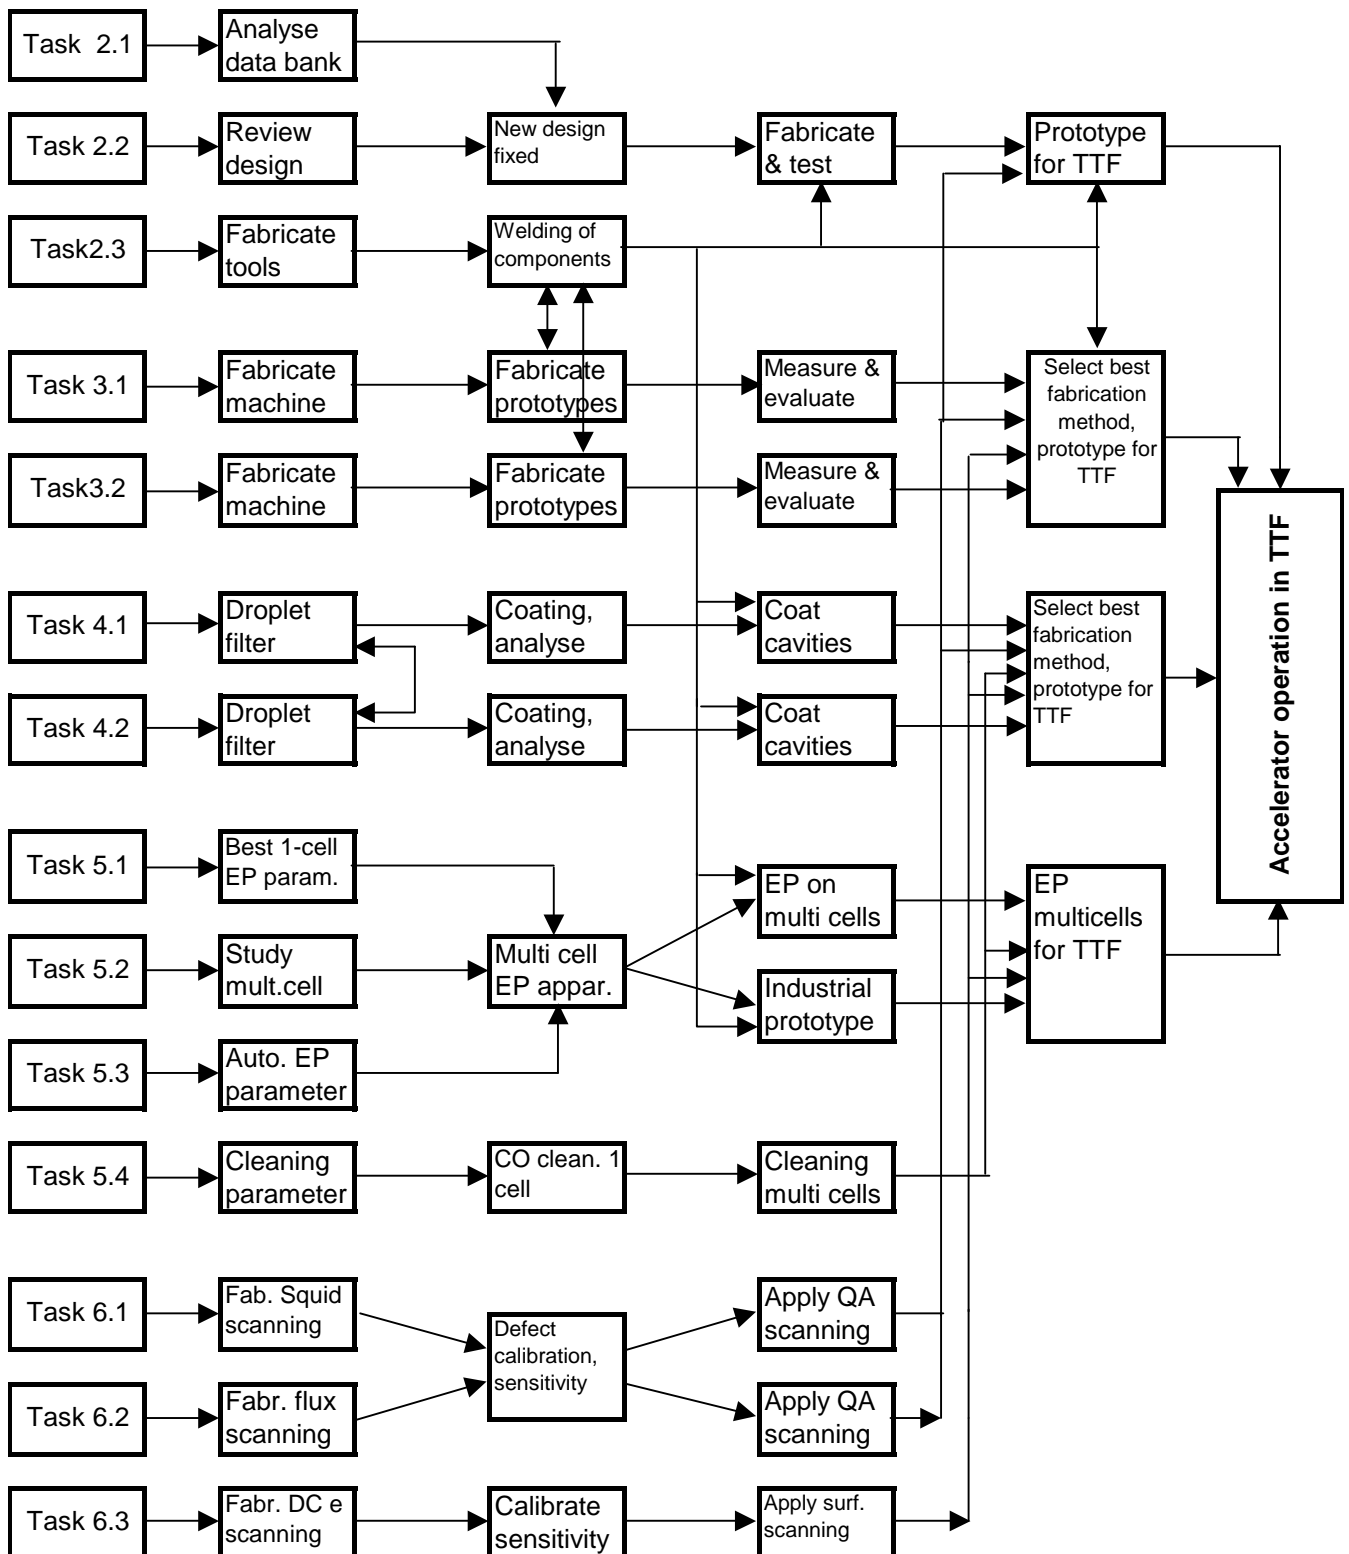 Task 2.1
Analyse
data bank
Task 2.2
Review
design
New design
fixed
Fabricate
& test
Prototype
for TTF
Task2.3
Fabricate
tools
Welding of
components
Task 3.1
Fabricate
machine
Fabricate
prototypes
Measure &
evaluate
Select best
fabrication
method,
prototype for
TTF
Task3.2
Fabricate
machine
Fabricate
prototypes
Measure &
evaluate
Accelerator operation in TTF
Task 4.1
Droplet
filter
Coating,
analyse
Coat
cavities
Select best
fabrication
method,
prototype for
TTF
Task 4.2
Droplet
filter
Coating,
analyse
Coat
cavities
Task 5.1
Best 1-cell
EP param.
EP on
multi cells
EP
multicells
for TTF
Task 5.2
Study
mult.cell
Multi cell
EP appar.
Industrial
prototype
Task 5.3
Auto. EP
parameter
Task 5.4
Cleaning
parameter
CO clean. 1
cell
Cleaning
multi cells
Task 6.1
Fab. Squid
scanning
Defect
calibration,
sensitivity
Apply QA
scanning
Task 6.2
Fabr. flux
scanning
Apply QA
scanning
Task 6.3
Fabr. DC e
scanning
Calibrate
sensitivity
Apply surf.
scanning